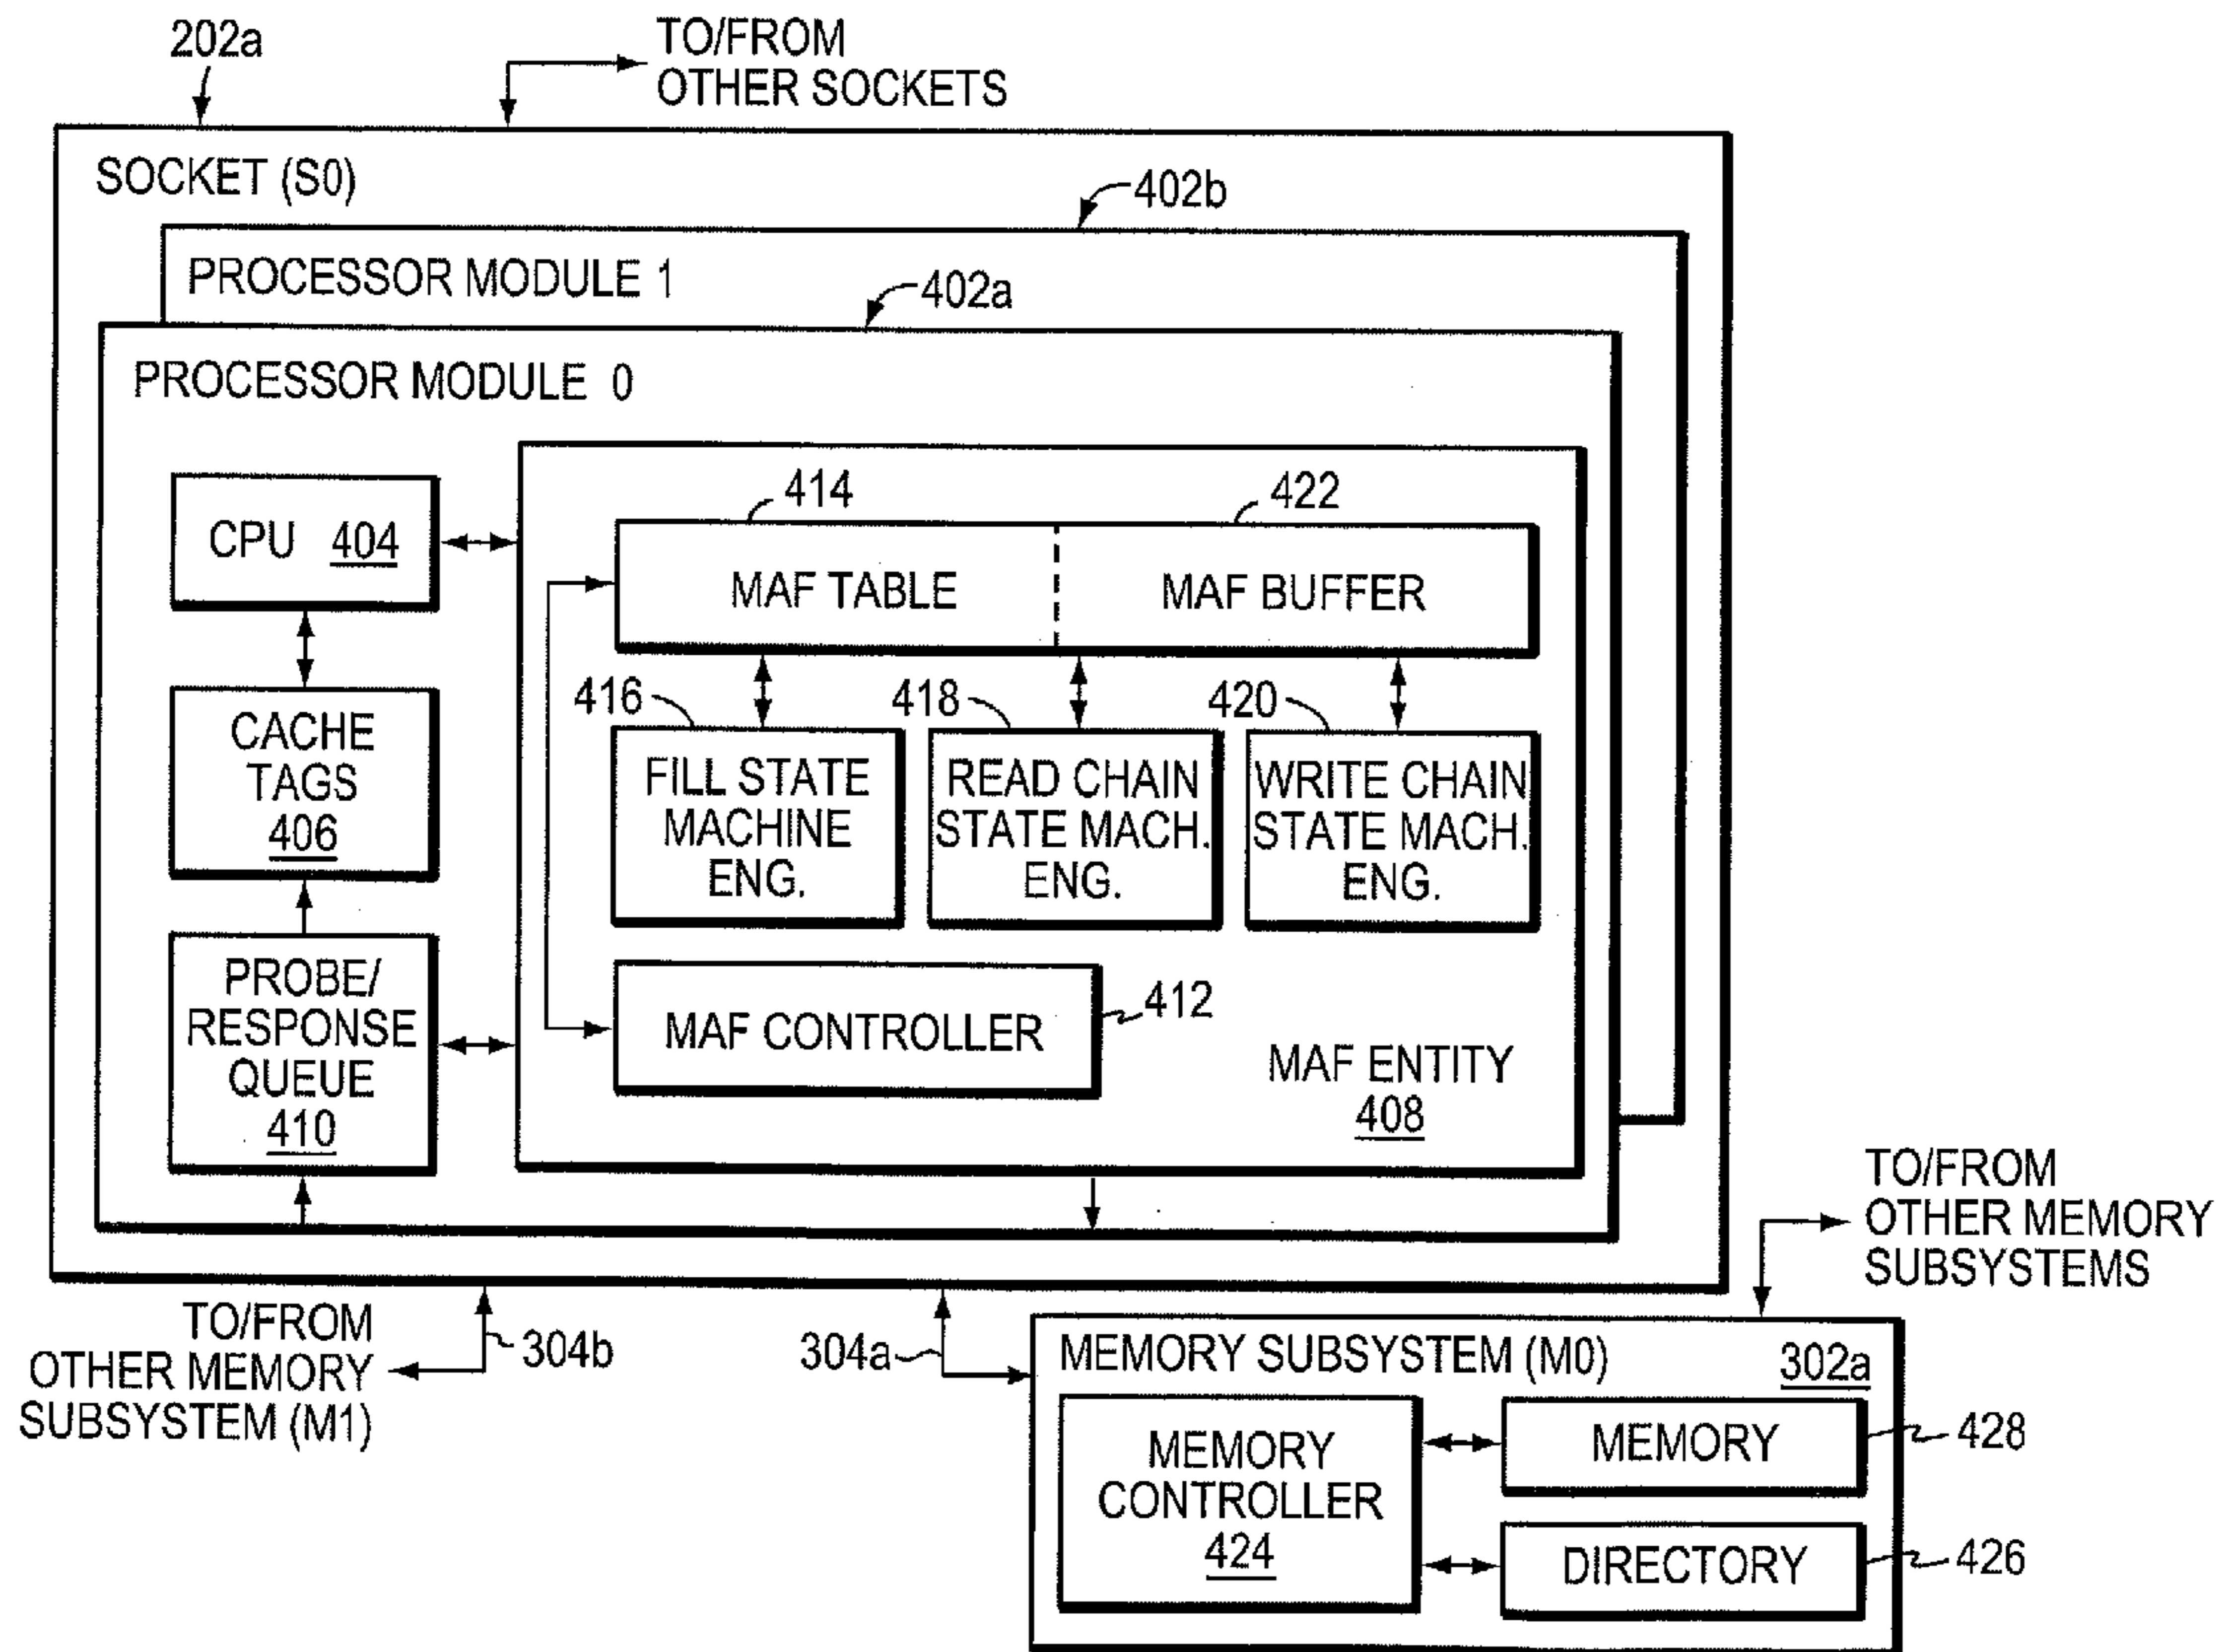 202a
TO/FROM
OTHER SOCKETS
SOCKET (S0)
402b
PROCESSOR MODULE 1
402a
PROCESSOR MODULE 0
414
422
CPU 404
MAF TABLE
MAF BUFFER
416
418
420
CACHE
TAGS
406
FILL STATE
MACHINE
ENG.
READ CHAIN
STATE MACH.
ENG.
WRITE CHAIN
STATE MACH.
ENG.
PROBE/
RESPONSE
QUEUE
410
MAF CONTROLLER
412
MAF ENTITY
408
TO/FROM
OTHER MEMORY
SUBSYSTEMS
TO/FROM
OTHER MEMORY
SUBSYSTEM (M1)
304b
304a
MEMORY SUBSYSTEM (M0)
302a
MEMORY
CONTROLLER
424
MEMORY
428
DIRECTORY
426